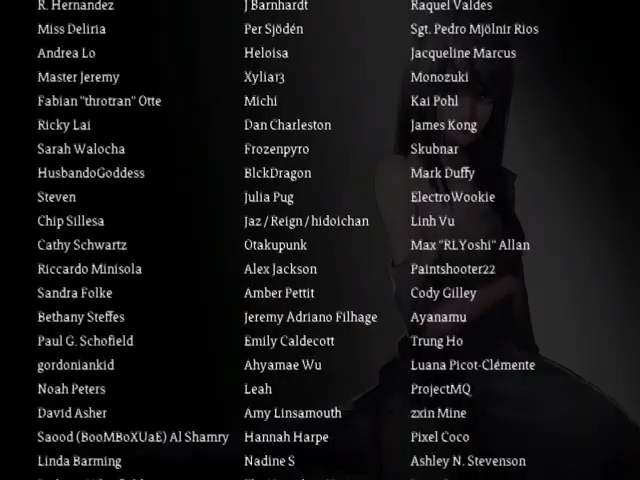 R. Hernandez J Barnhardt Raquel Valdes
Miss Deliria Per Sjödén Sgt. Pedro Mjölnir Rios
Andrea Lo Heloisa Jacqueline Marcus
Master Jeremy Xylia13 Monozuki
Fabian "throtran" Otte Michi Kai Pohl
Ricky Lai Dan Charleston James Kong
Sarah Walocha Frozenpyro Skubnar
HusbandoGoddess BlckDragon Mark Duffy
Steven Julia Pug ElectroWookie
Chip Sillesa Jaz / Reign / hidoichan Linh Vu
Cathy Schwartz Otakupunk Max "RLYoshi" Allan
Riccardo Minisola Alex Jackson Paintshooter22
Sandra Folke Amber Pettit Cody Gilley
Bethany Steffes Jeremy Adriano Filhage Ayanamu
Paul G. Schofield Emily Caldecott Trung Ho
gordoniankid Ahyamae Wu Luana Picot-Clémente
Noah Peters Leah ProjectMQ
David Asher Amy Linsamouth zxin Mine
Saood (BooMBoXUaE) Al Shamry Hannah Harpe Pixel Coco
Linda Barming Nadine S Ashley N. Stevenson